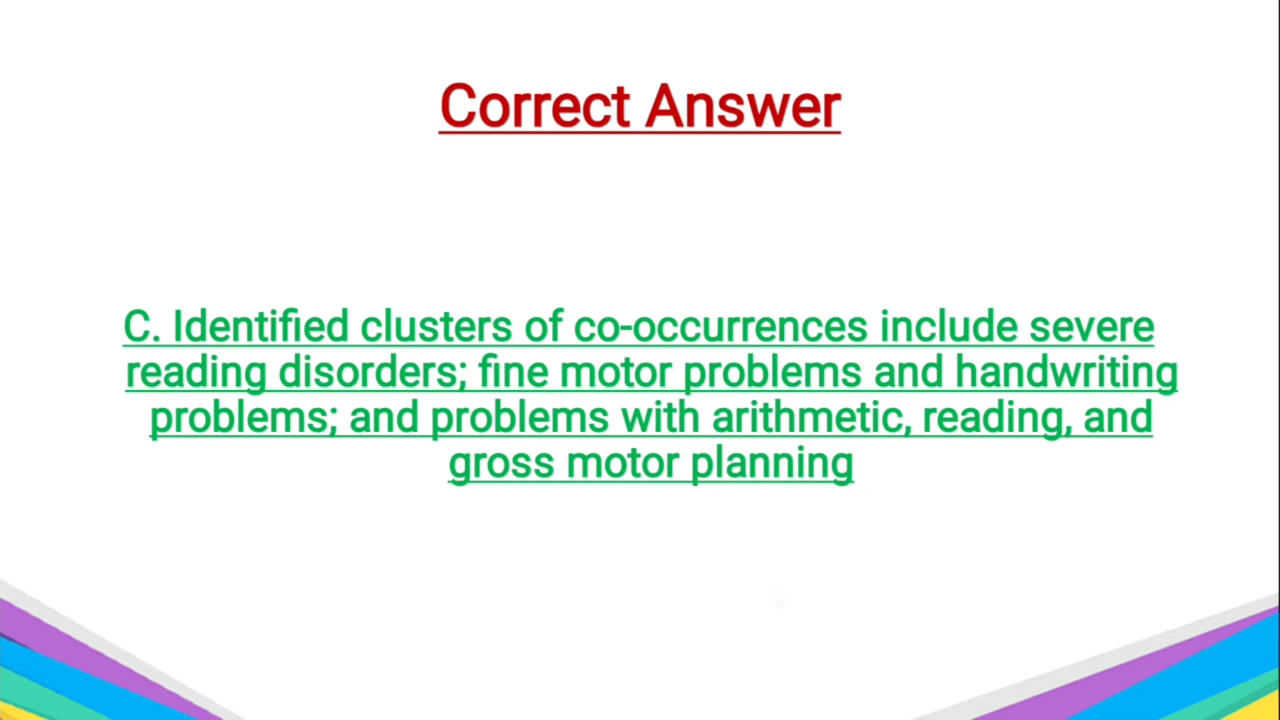 Correct Answer
C. Identified clusters of co-occurrences include severe
reading disorders; fine motor problems and handwriting
problems; and problems with arithmetic, reading, and
gross motor planning